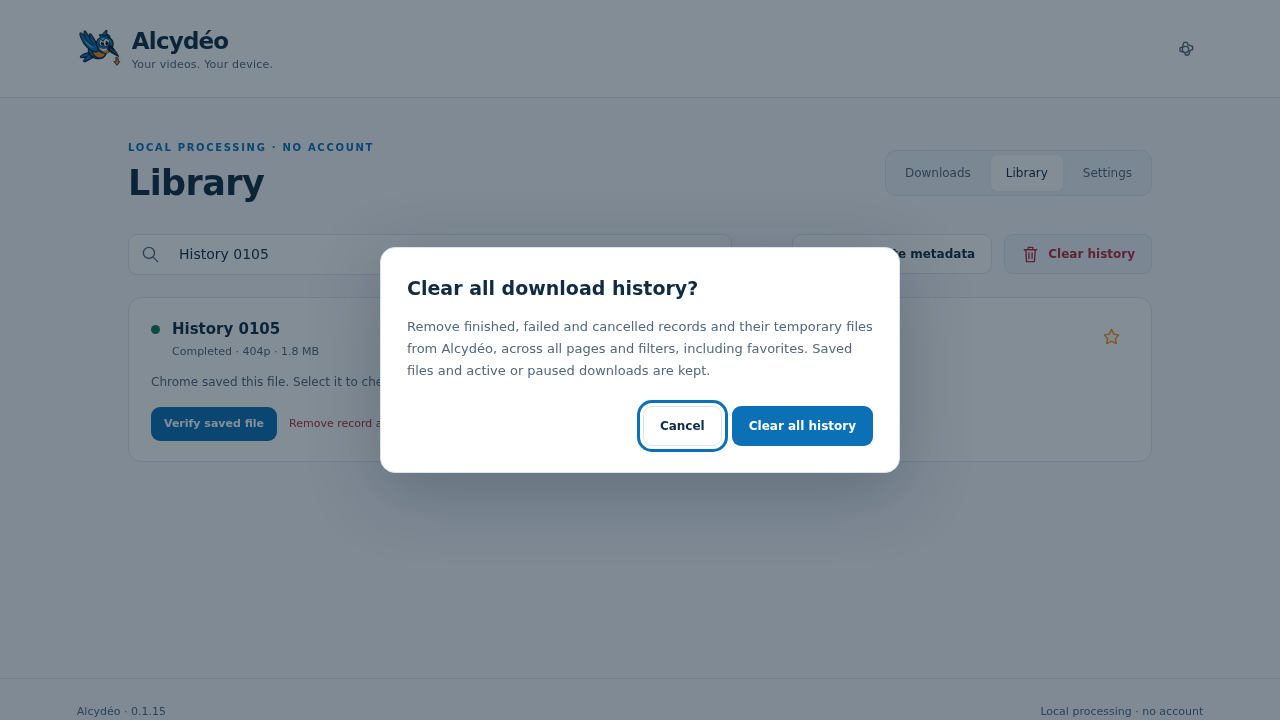 Alcydéo
Your videos. Your device.
LOCAL PROCESSING · NO ACCOUNT
Library
Downloads
Library
Settings
History 0105
metadata
Clear history
History 0105
Completed · 404p · 1.8 MB
Chrome saved this file. Select it to
Verify saved file
Remove record
Clear all download history?
Remove finished, failed and cancelled records and their temporary files
from Alcydéo, across all pages and filters, including favorites. Saved
files and active or paused downloads are kept.
Cancel
Clear all history
Alcydéo · 0.1.15
Local processing · no account